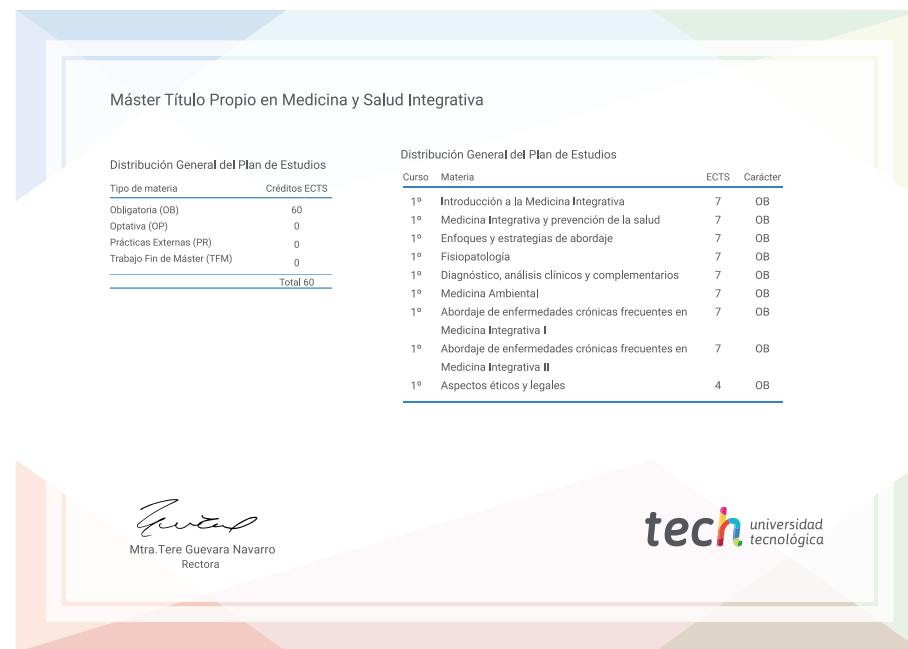 Máster Título Propio en Medicina y Salud Integrativa
Distribución General del Plan de Estudios
Tipo de materia Créditos ECTS
Obligatoria (OB) 60
Optativa (OP) 0
Prácticas Externas (PR) 0
Trabajo Fin de Máster (TFM) 0
Total 60
Distribución General del Plan de Estudios
Curso Materia ECTS Carácter
1º Introducción a la Medicina Integrativa 7 OB
1º Medicina Integrativa y prevención de la salud 7 OB
1º Enfoques y estrategias de abordaje 7 OB
1º Fisiopatología 7 OB
1º Diagnóstico, análisis clínicos y complementarios 7 OB
1º Medicina Ambiental 7 OB
1º Abordaje de enfermedades crónicas frecuentes en 7 OB
Medicina Integrativa I
1º Abordaje de enfermedades crónicas frecuentes en 7 OB
Medicina Integrativa II
1º Aspectos éticos y legales 4 OB
Mtra.Tere Guevara Navarro
Rectora
tech universidad
tecnológica